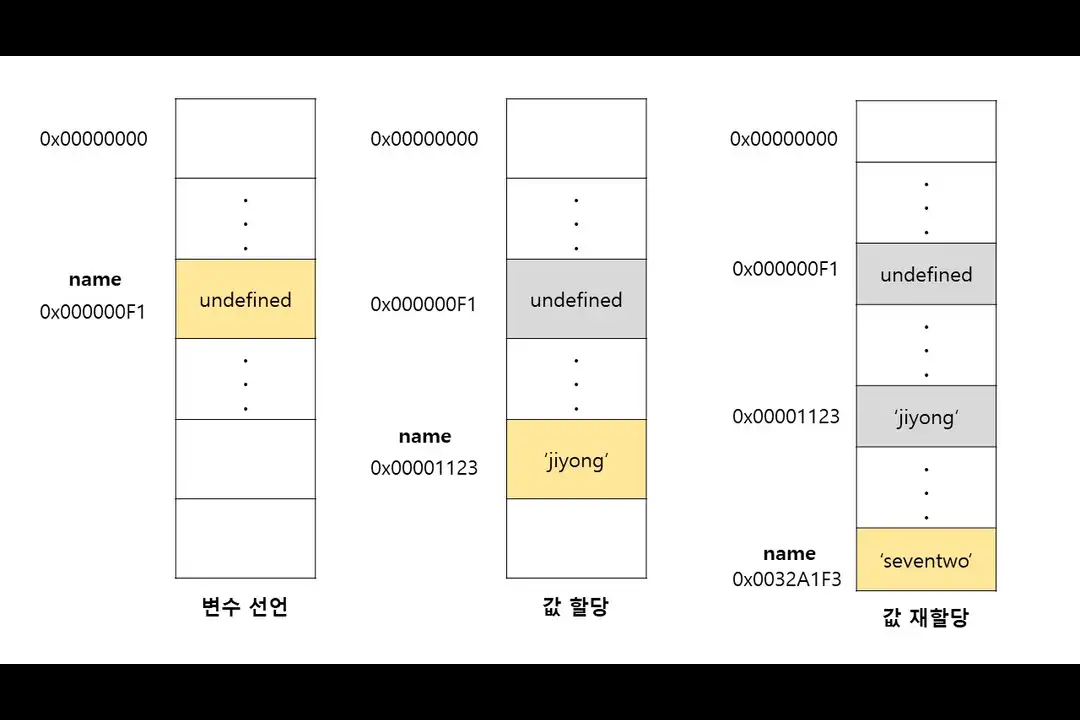 0x00000000
name
0x000000F1
undefined
변수 선언
0x00000000
0x000000F1
undefined
name
0x00001123
‘jiyong’
값 할당
0x00000000
0x000000F1
undefined
0x00001123
‘jiyong‘
name
0x0032A1F3
‘seventwo‘
값 재할당